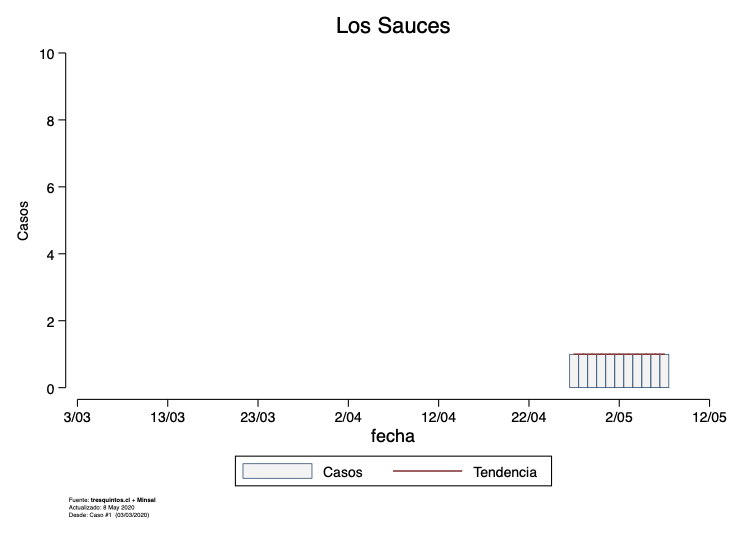 Los Sauces
10
8
6
4
2
0
Casos
3/03 13/03 23/03 2/04 12/04 22/04 2/05 12/05
fecha
Casos Tendencia
Fuente: tresquintos.cl + Minsal
Actualizado: 8 May 2020
Desde: Caso #1 (03/03/2020)